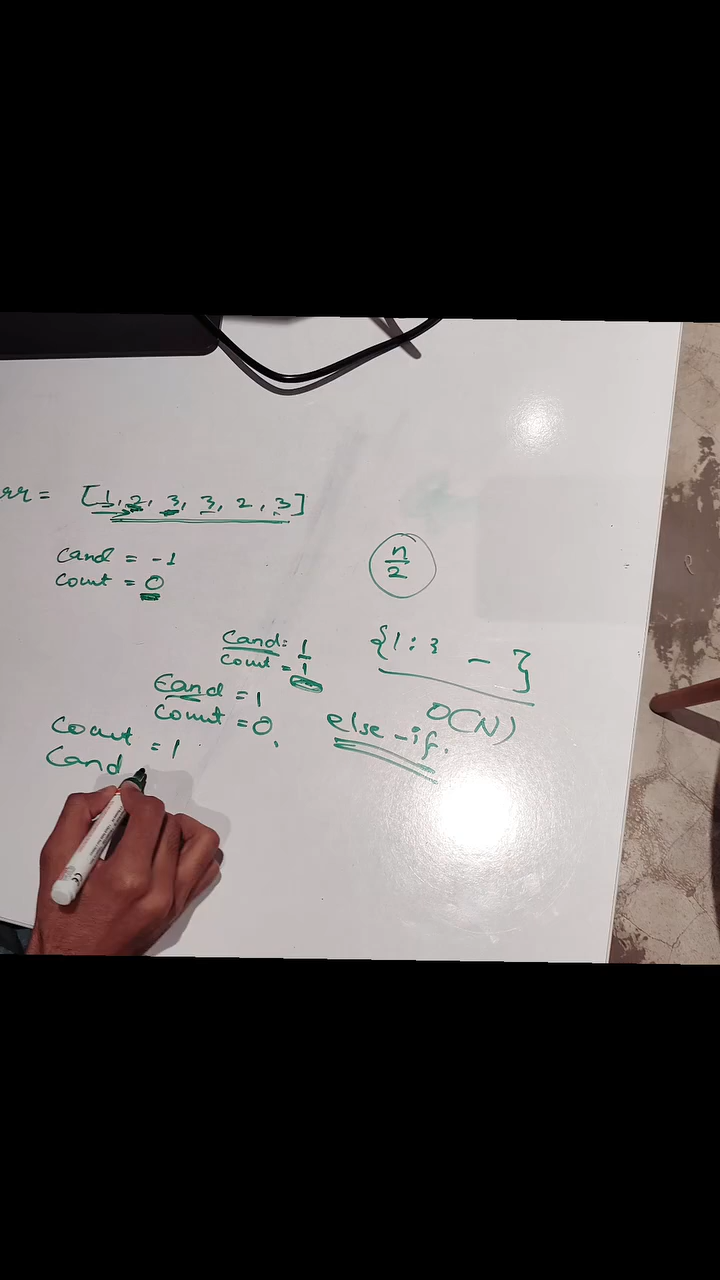 arr = [1, 2, 3, 3, 2, 3]
Cand = -1
Count = 0
n
2
Cand = 1
Count = 1
{1 : 3 - }
O(N)
Cand = 1
Count = 0
else-if
Count = 1
Cand